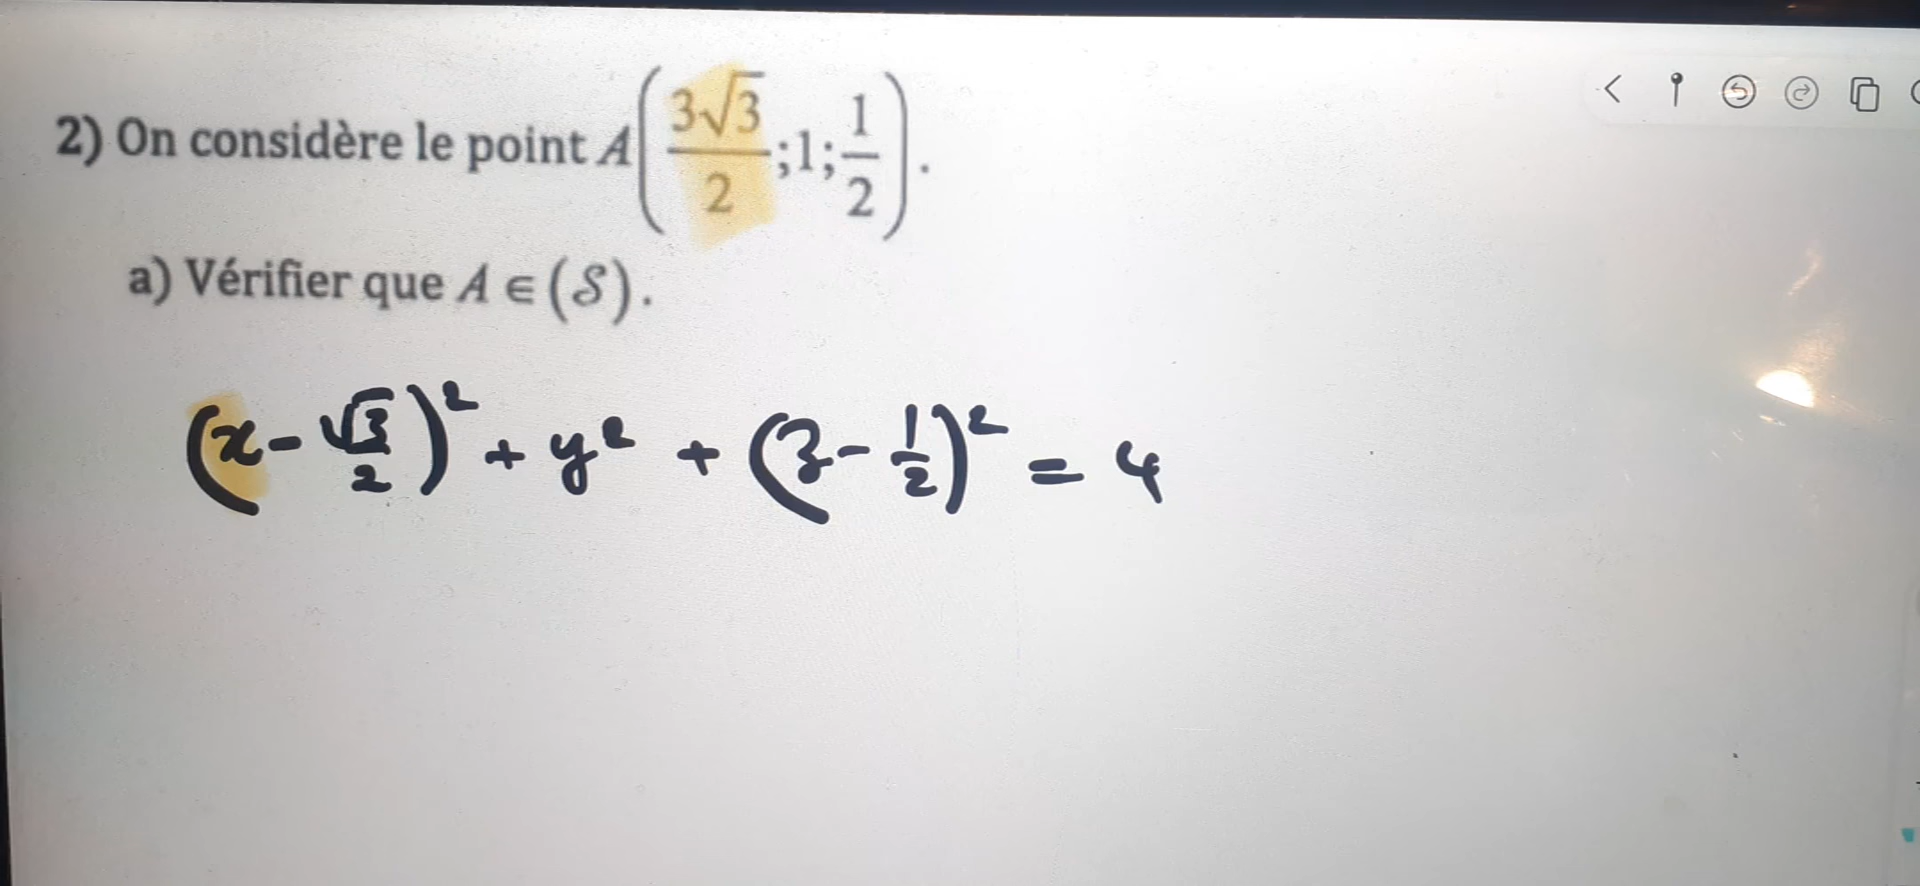 2) On considère le point A(3√3/2;1;1/2).
a) Vérifier que A ∈ (𝒮).
(x - √3/2)² + y² + (z - 1/2)² = 4